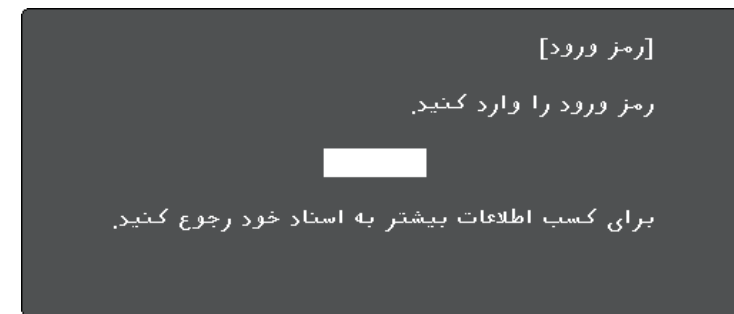 [رمز ورود]
رمز ورود را وارد کنید.
برای کسب اطلاعات بیشتر به اسناد خود رجوع کنید.